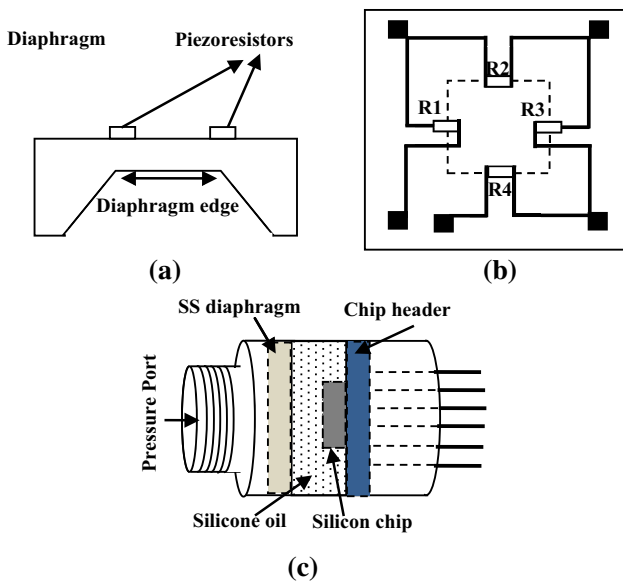 Diaphragm
Piezoresistors
Diaphragm edge
(a)
R2
R1
R3
R4
(b)
SS diaphragm
Chip header
Pressure Port
Silicone oil
Silicon chip
(c)